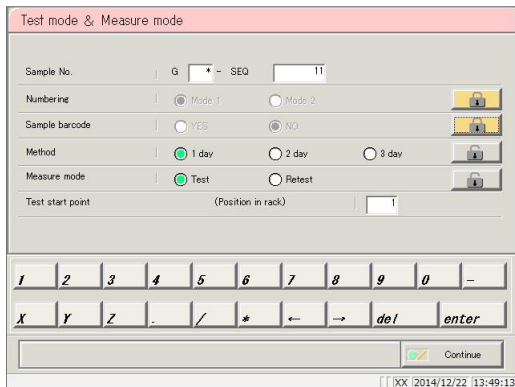 Test mode & Measure mode
Sample No. G * - SEQ 11
Numbering Mode 1 Mode 2
Sample barcode YES NO
Method 1 day 2 day 3 day
Measure mode Test Retest
Test start point (Position in rack) 1
1 2 3 4 5 6 7 8 9 0 -
X Y Z . / * ← → del enter
Continue
XX 2014/12/22 13:49:13